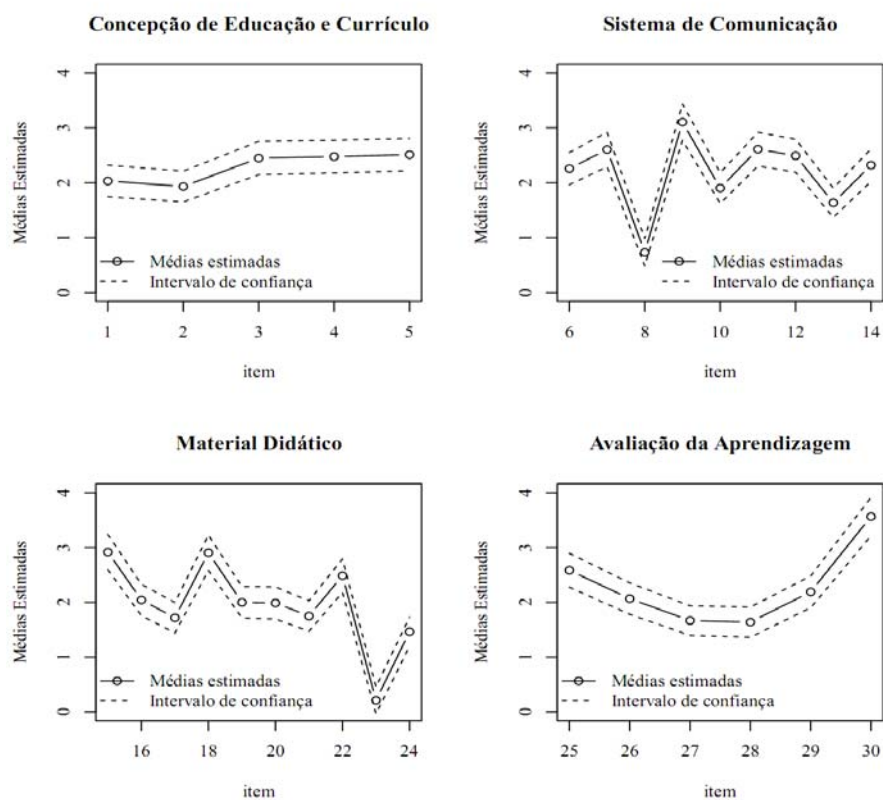 Concepção de Educação e Currículo
Médias Estimadas
4
3
2
1
0
Médias estimadas
Intervalo de confiança
1 2 3 4 5
item
Sistema de Comunicação
Médias Estimadas
4
3
2
1
0
Médias estimadas
Intervalo de confiança
6 8 10 12 14
item
Material Didático
Médias Estimadas
4
3
2
1
0
Médias estimadas
Intervalo de confiança
16 18 20 22 24
item
Avaliação da Aprendizagem
Médias Estimadas
4
3
2
1
0
Médias estimadas
Intervalo de confiança
25 26 27 28 29 30
item